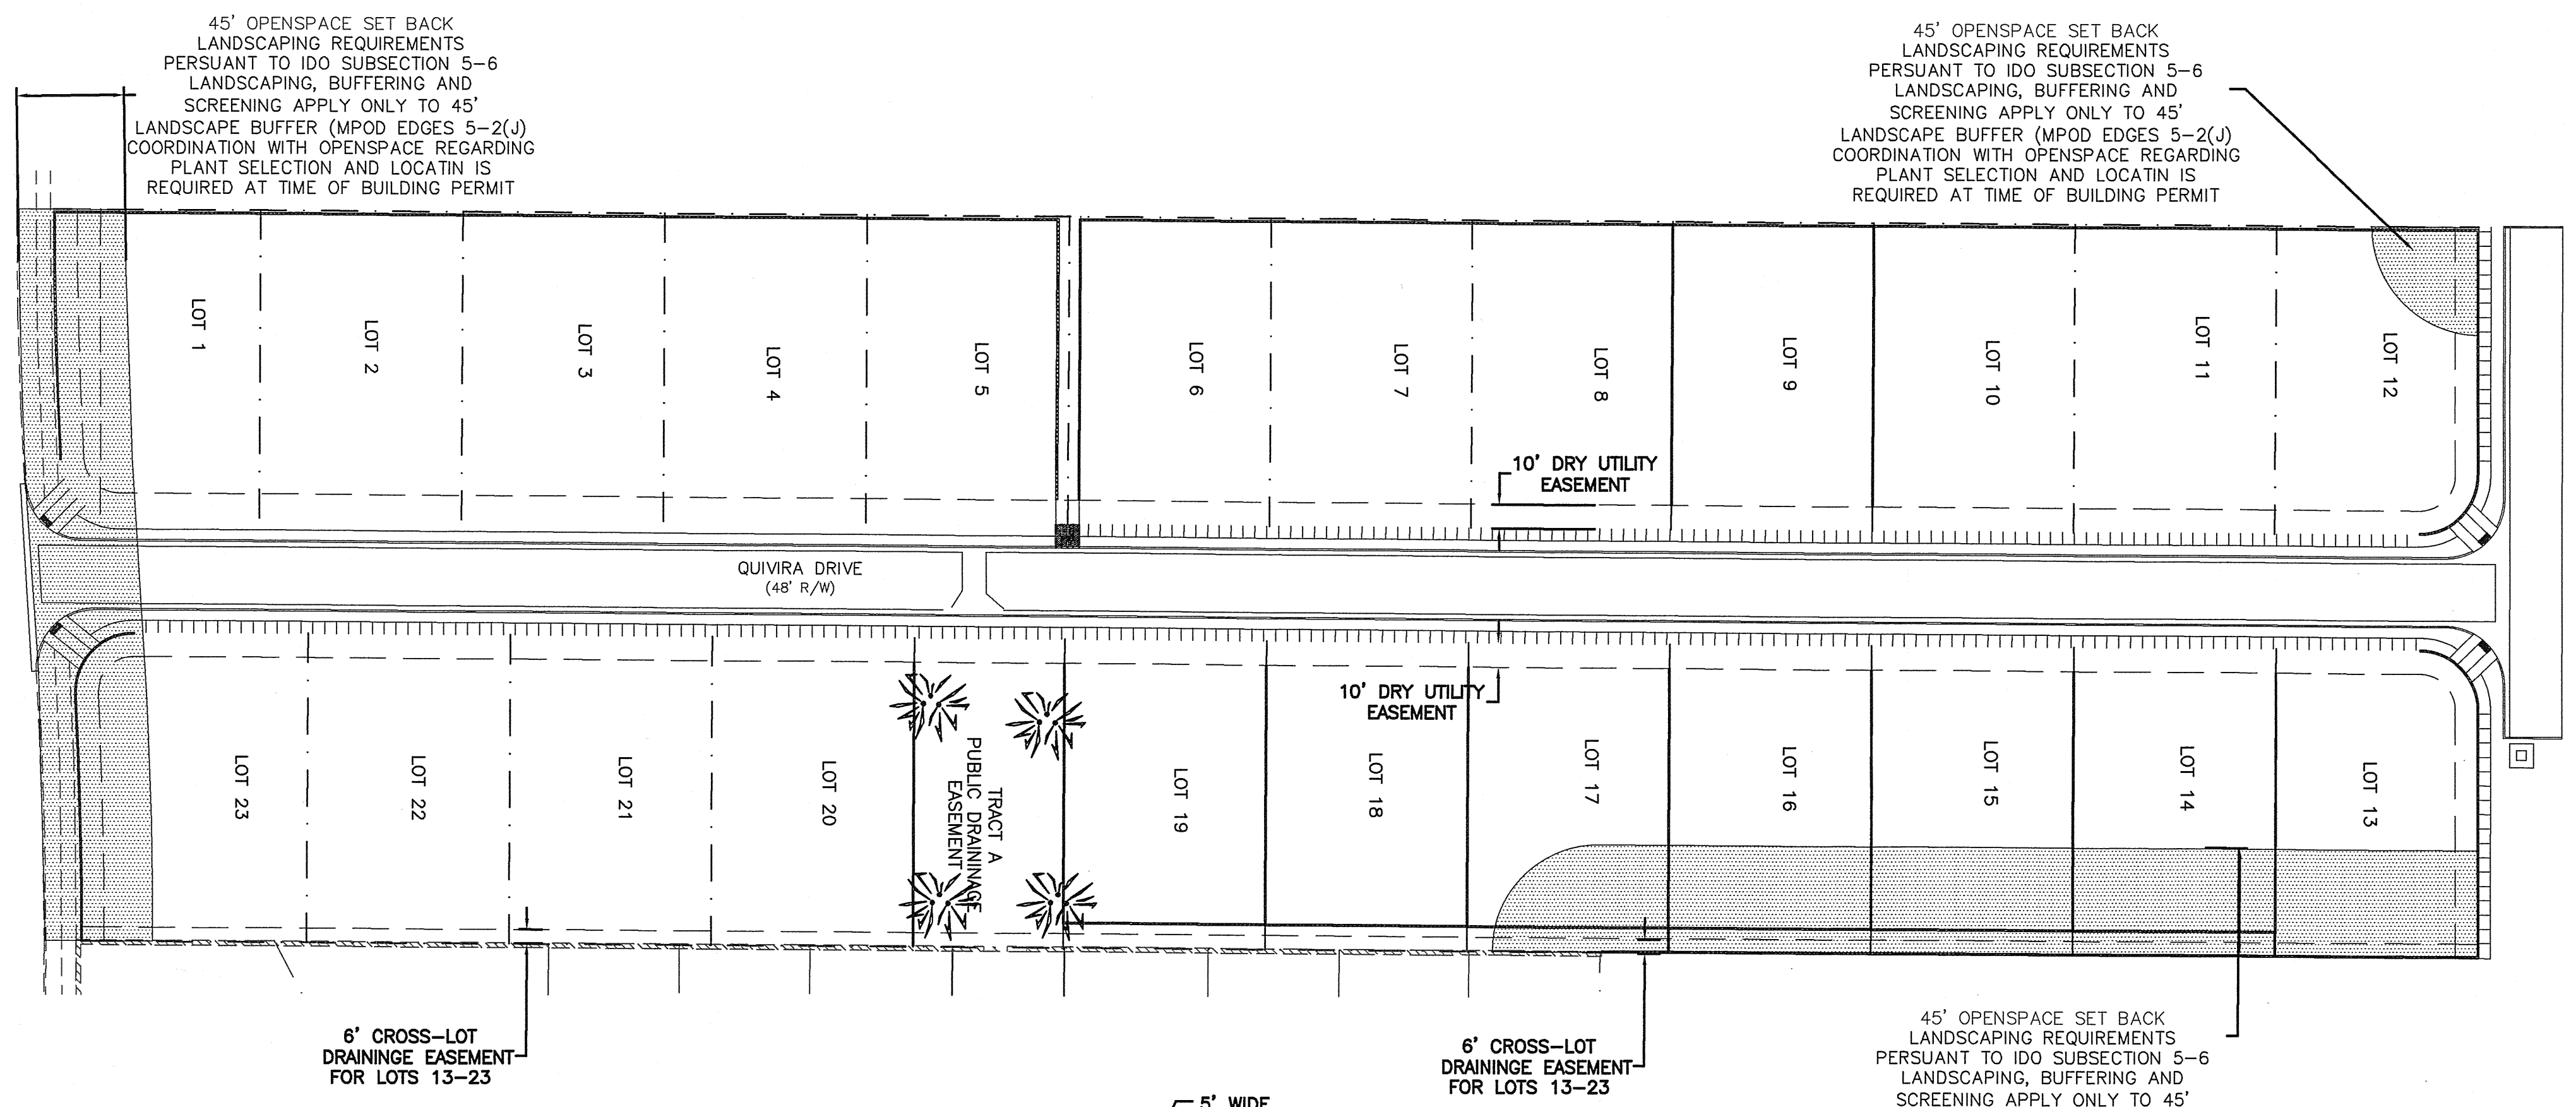 45' OPENSPACE SET BACK
LANDSCAPING REQUIREMENTS
PERSUANT TO IDO SUBSECTION 5-6
LANDSCAPING, BUFFERING AND
SCREENING APPLY ONLY TO 45'
LANDSCAPE BUFFER (MPOD EDGES 5-2(J)
COORDINATION WITH OPENSPACE REGARDING
PLANT SELECTION AND LOCATIN IS
REQUIRED AT TIME OF BUILDING PERMIT
45' OPENSPACE SET BACK
LANDSCAPING REQUIREMENTS
PERSUANT TO IDO SUBSECTION 5-6
LANDSCAPING, BUFFERING AND
SCREENING APPLY ONLY TO 45'
LANDSCAPE BUFFER (MPOD EDGES 5-2(J)
COORDINATION WITH OPENSPACE REGARDING
PLANT SELECTION AND LOCATIN IS
REQUIRED AT TIME OF BUILDING PERMIT
LOT 1
LOT 2
LOT 3
LOT 4
LOT 5
LOT 6
LOT 7
LOT 8
LOT 9
LOT 10
LOT 11
LOT 12
10' DRY UTILITY
EASEMENT
QUIVIRA DRIVE
(48' R/W)
10' DRY UTILITY
EASEMENT
LOT 23
LOT 22
LOT 21
LOT 20
TRACT A
PUBLIC DRAININAGE
EASEMENT
LOT 19
LOT 18
LOT 17
LOT 16
LOT 15
LOT 14
LOT 13
6' CROSS-LOT
DRAININGE EASEMENT
FOR LOTS 13-23
6' CROSS-LOT
DRAININGE EASEMENT
FOR LOTS 13-23
45' OPENSPACE SET BACK
LANDSCAPING REQUIREMENTS
PERSUANT TO IDO SUBSECTION 5-6
LANDSCAPING, BUFFERING AND
SCREENING APPLY ONLY TO 45'
5' WIDE